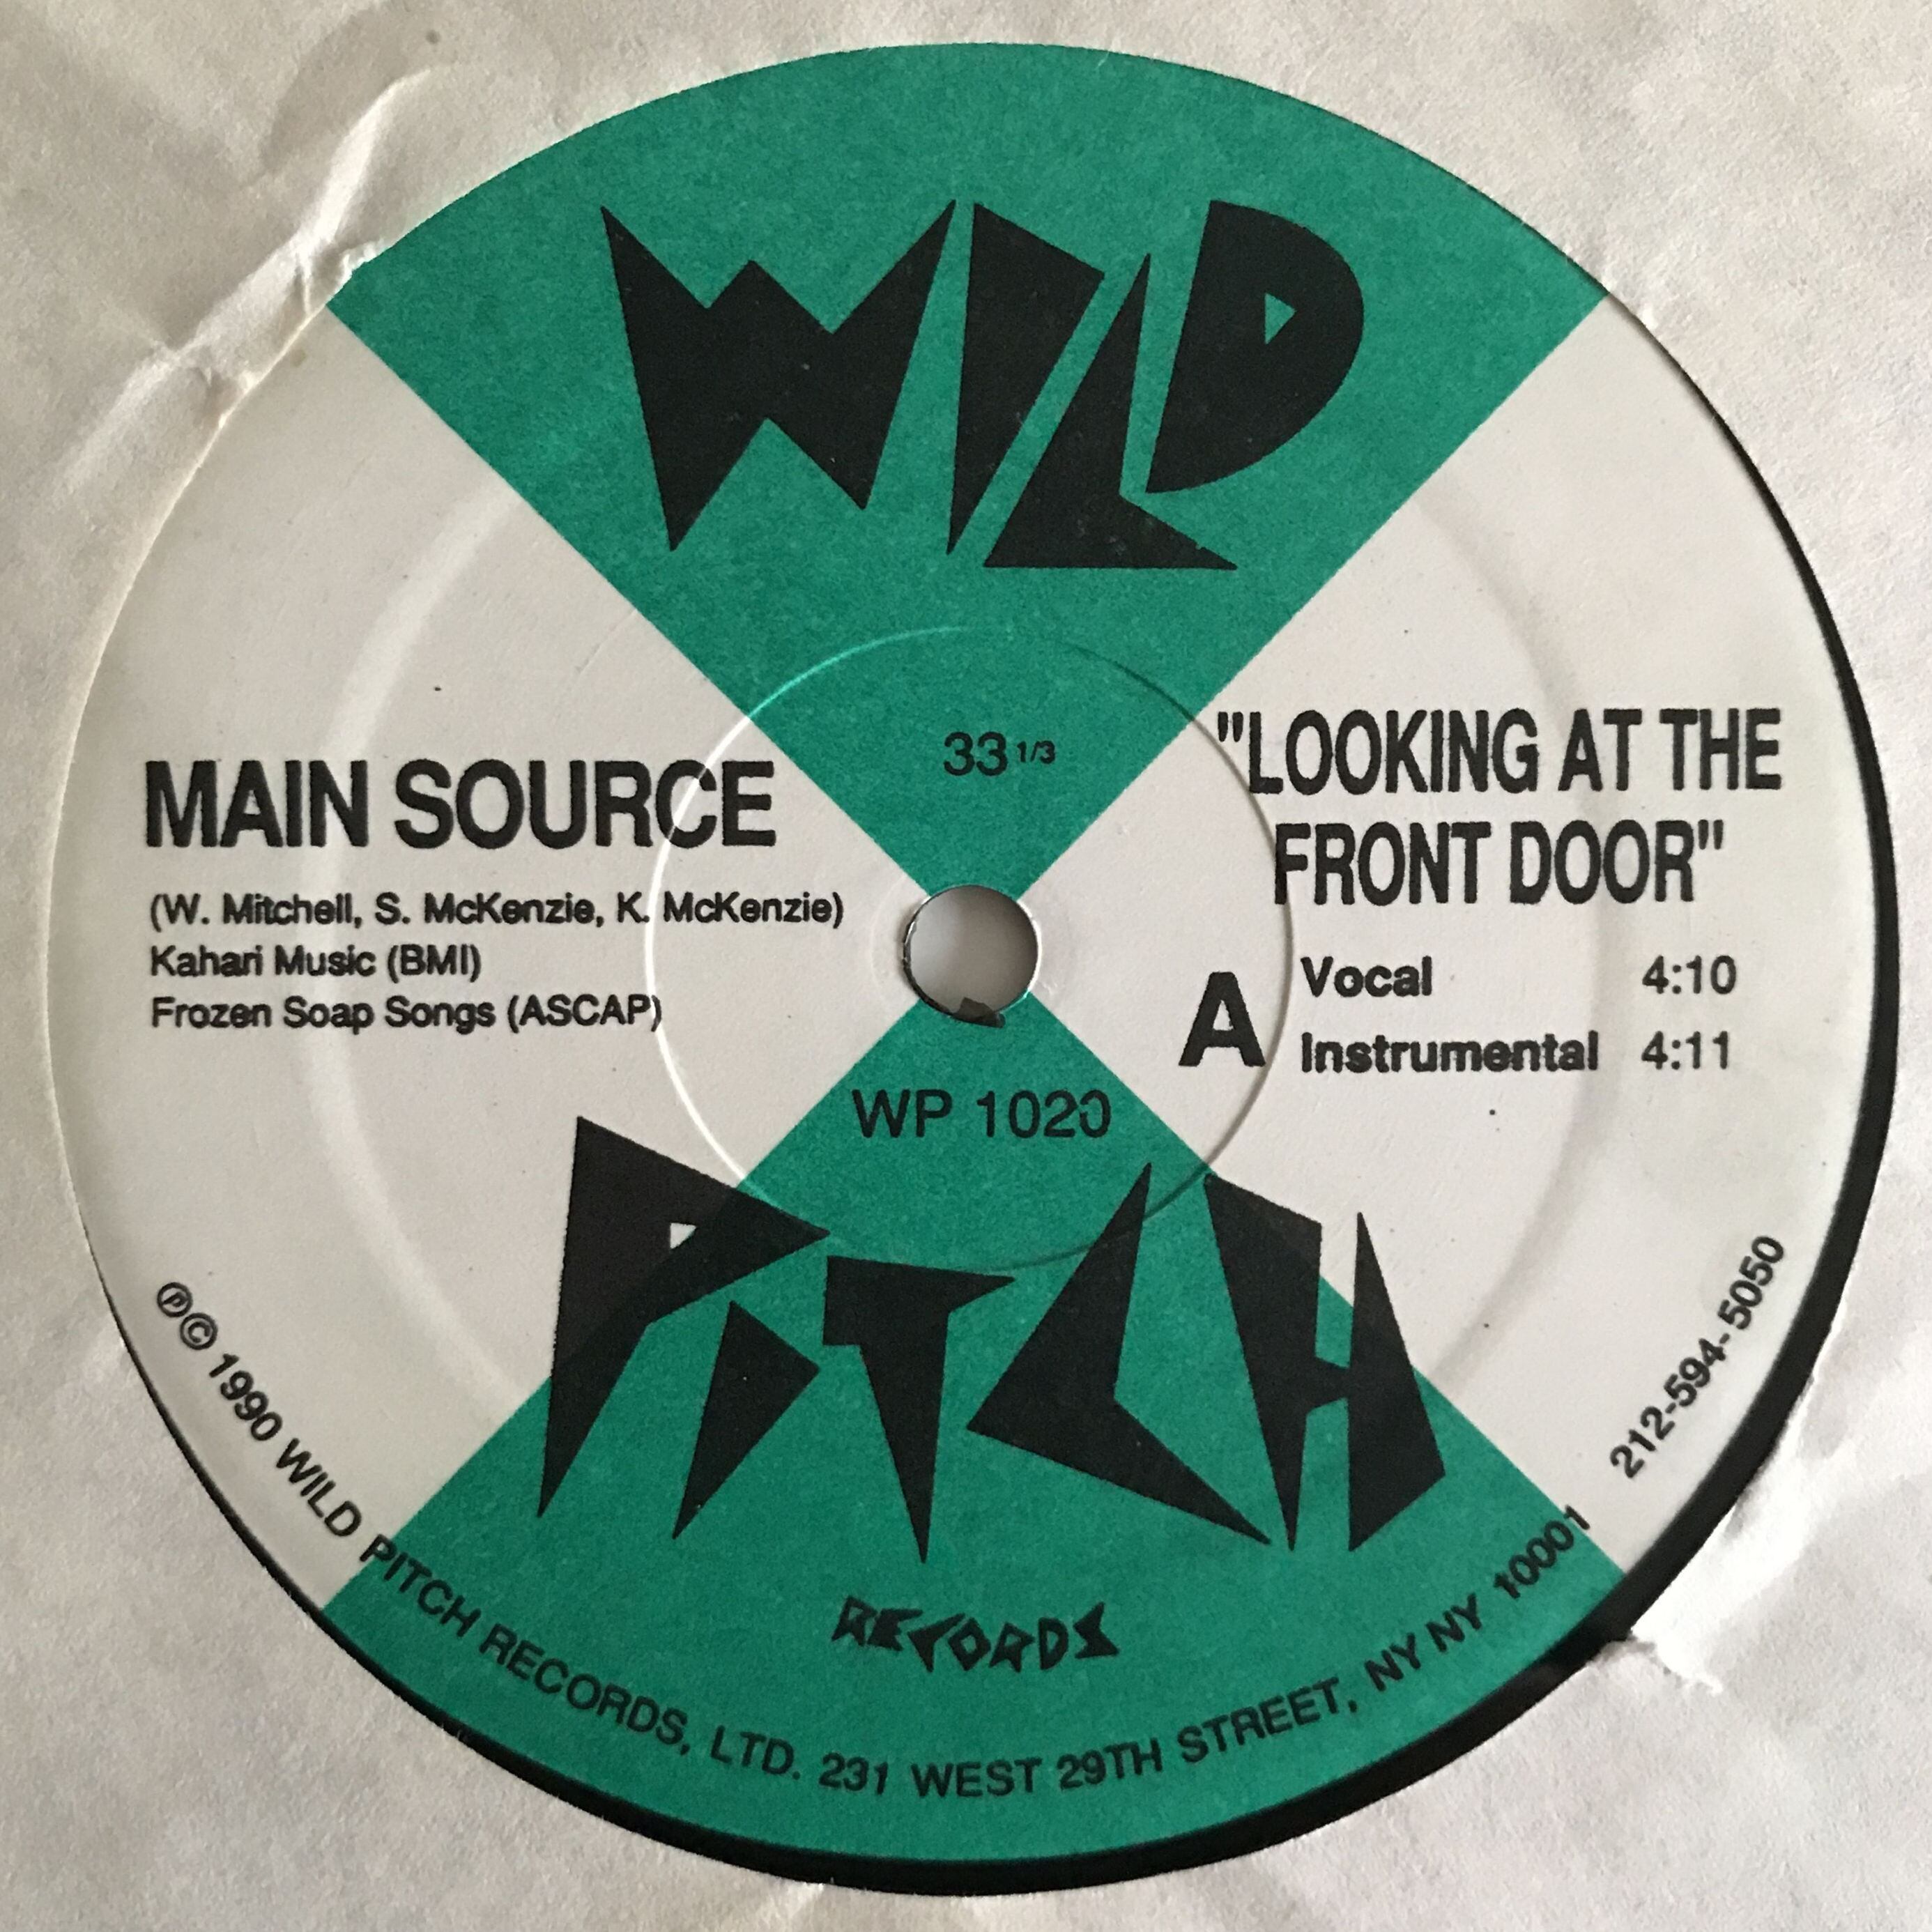 WILD
33 1/3
MAIN SOURCE
(W. Mitchell, S. McKenzie, K. McKenzie)
Kahari Music (BMI)
Frozen Soap Songs (ASCAP)
"LOOKING AT THE
FRONT DOOR"
A
Vocal 4:10
Instrumental 4:11
WP 1020
PITCH
RECORDS
℗© 1990 WILD PITCH RECORDS, LTD. 231 WEST 29TH STREET, NY NY 10001 212-594-5050